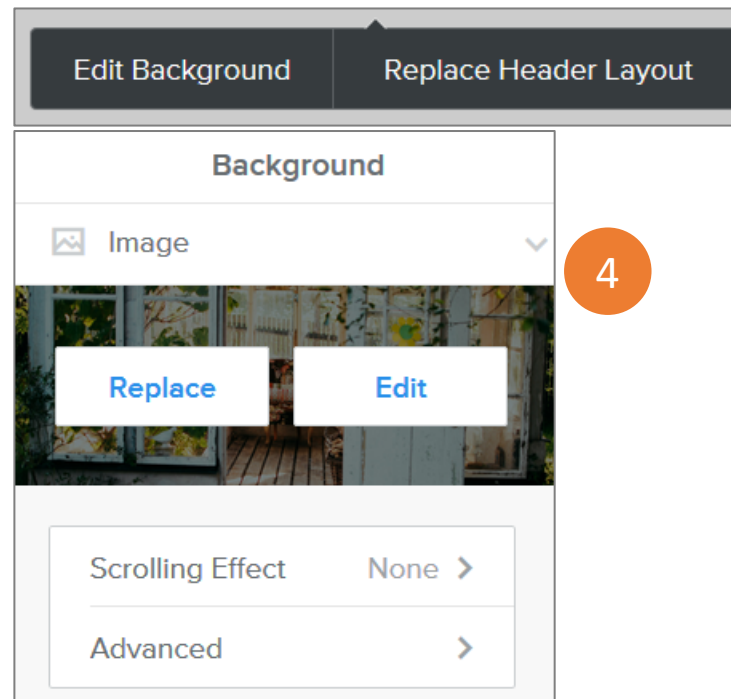 Edit Background Replace Header Layout
Background
Image
4
Replace Edit
Scrolling Effect None
Advanced